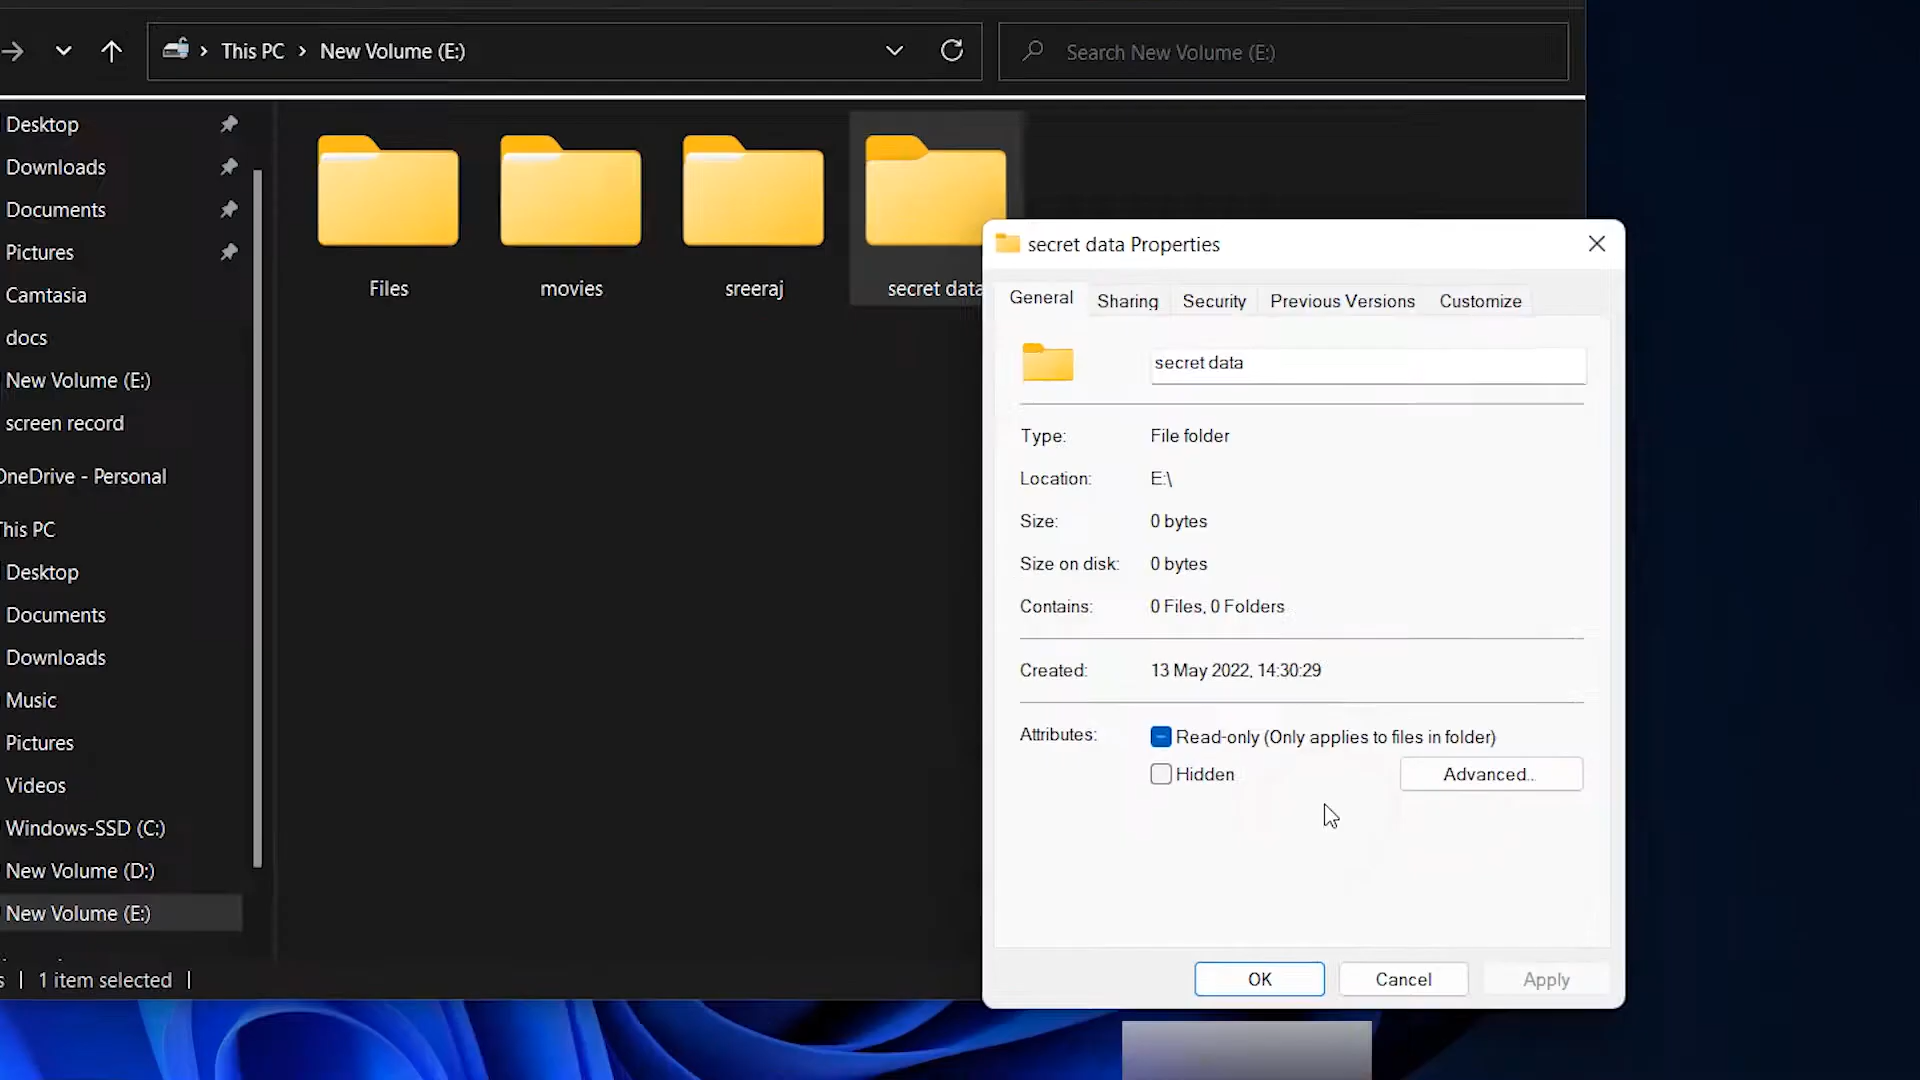 This PC > New Volume (E:)
Search New Volume (E:)
Desktop
Downloads
Documents
Pictures
Camtasia
docs
New Volume (E:)
screen record
OneDrive - Personal
This PC
Desktop
Documents
Downloads
Music
Pictures
Videos
Windows-SSD (C:)
New Volume (D:)
New Volume (E:)
s | 1 item selected |
Files
movies
sreeraj
secret data
secret data Properties
General
Sharing
Security
Previous Versions
Customize
secret data
Type: File folder
Location: E:\
Size: 0 bytes
Size on disk: 0 bytes
Contains: 0 Files, 0 Folders
Created: 13 May 2022, 14:30:29
Attributes: Read-only (Only applies to files in folder)
Hidden
Advanced...
OK
Cancel
Apply